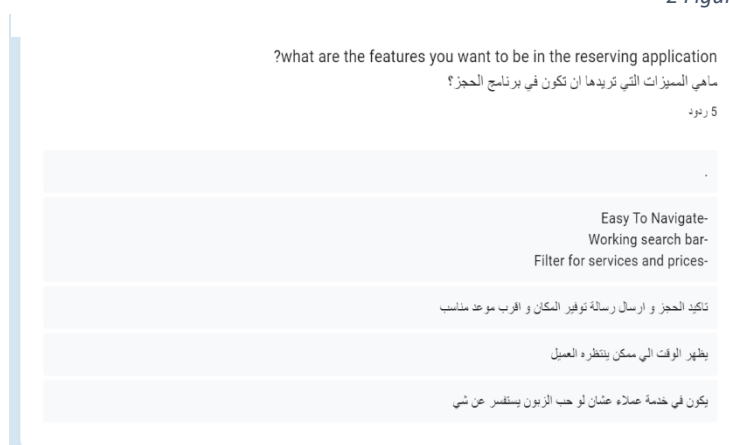 2 Figur
?what are the features you want to be in the reserving application
ماهي المميزات التي تريدها ان تكون في برنامج الحجز؟
5 ردود
.
Easy To Navigate-
Working search bar-
Filter for services and prices-
تاكيد الحجز و ارسال رسالة توفير المكان و اقرب موعد مناسب
يظهر الوقت الي ممكن ينتظره العميل
يكون في خدمة عملاء عشان لو حب الزبون يستفسر عن شي